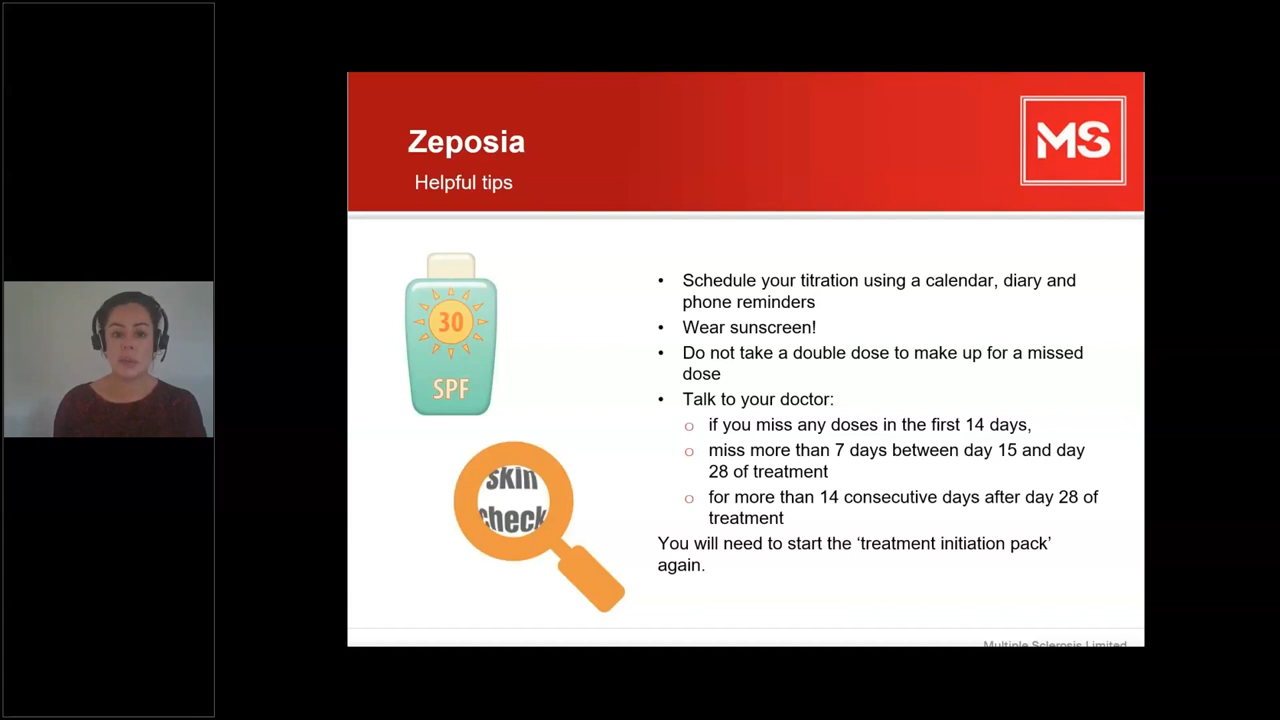 Zeposia
Helpful tips
MS
30
SPF
skin
check
• Schedule your titration using a calendar, diary and
phone reminders
• Wear sunscreen!
• Do not take a double dose to make up for a missed
dose
• Talk to your doctor:
o if you miss any doses in the first 14 days,
o miss more than 7 days between day 15 and day
28 of treatment
o for more than 14 consecutive days after day 28 of
treatment
You will need to start the ‘treatment initiation pack’
again.
Multiple Sclerosis Limited